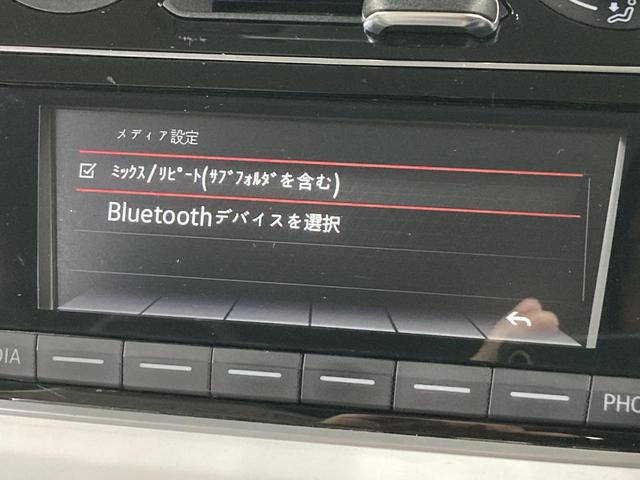 メディア設定
ﾐｯｸｽ/ﾘﾋﾟｰﾄ(ｻﾌﾞﾌｫﾙﾀﾞを含む)
Bluetoothデバイスを選択
DIA
PHO